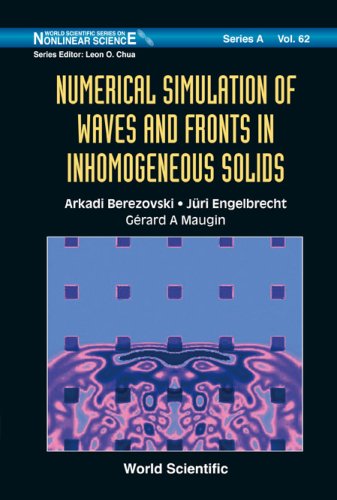 WORLD SCIENTIFIC SERIES ON
NONLINEAR SCIENCE
Series A Vol. 62
Series Editor: Leon O. Chua
NUMERICAL SIMULATION OF
WAVES AND FRONTS IN
INHOMOGENEOUS SOLIDS
Arkadi Berezovski • Jüri Engelbrecht
Gérard A Maugin
World Scientific